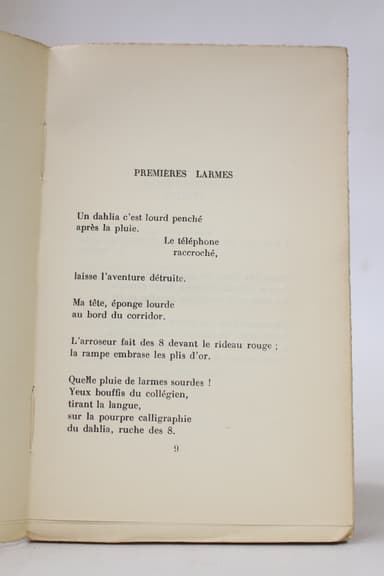 PREMIÈRES LARMES
Un dahlia c'est lourd penché
après la pluie.
Le téléphone
raccroché,
laisse l'aventure détruite.
Ma tête, éponge lourde
au bord du corridor.
L'arroseur fait des 8 devant le rideau rouge ;
la rampe embrase les plis d'or.
Quelle pluie de larmes sourdes !
Yeux bouffis du collégien,
tirant la langue,
sur la pourpre calligraphie
du dahlia, ruche des 8.
9